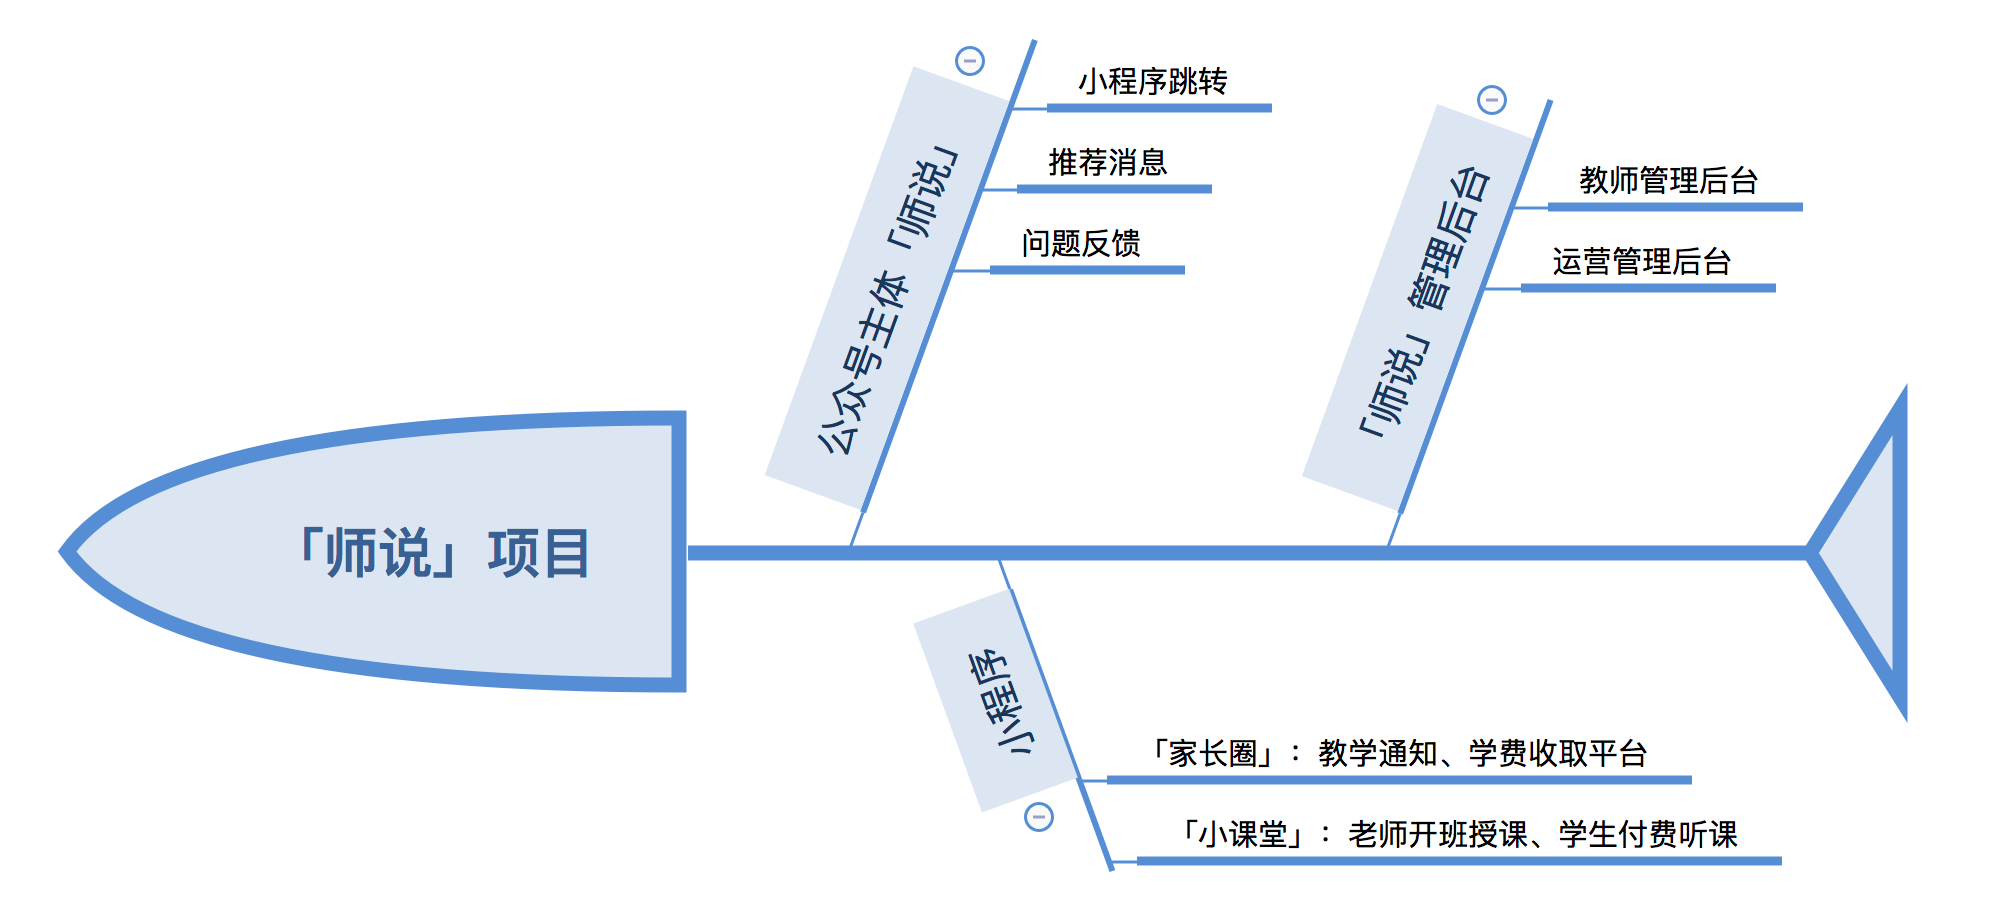 「师说」项目
公众号主体「师说」
小程序跳转
推荐消息
问题反馈
「师说」管理后台
教师管理后台
运营管理后台
小程序
「家长圈」：教学通知、学费收取平台
「小课堂」：老师开班授课、学生付费听课